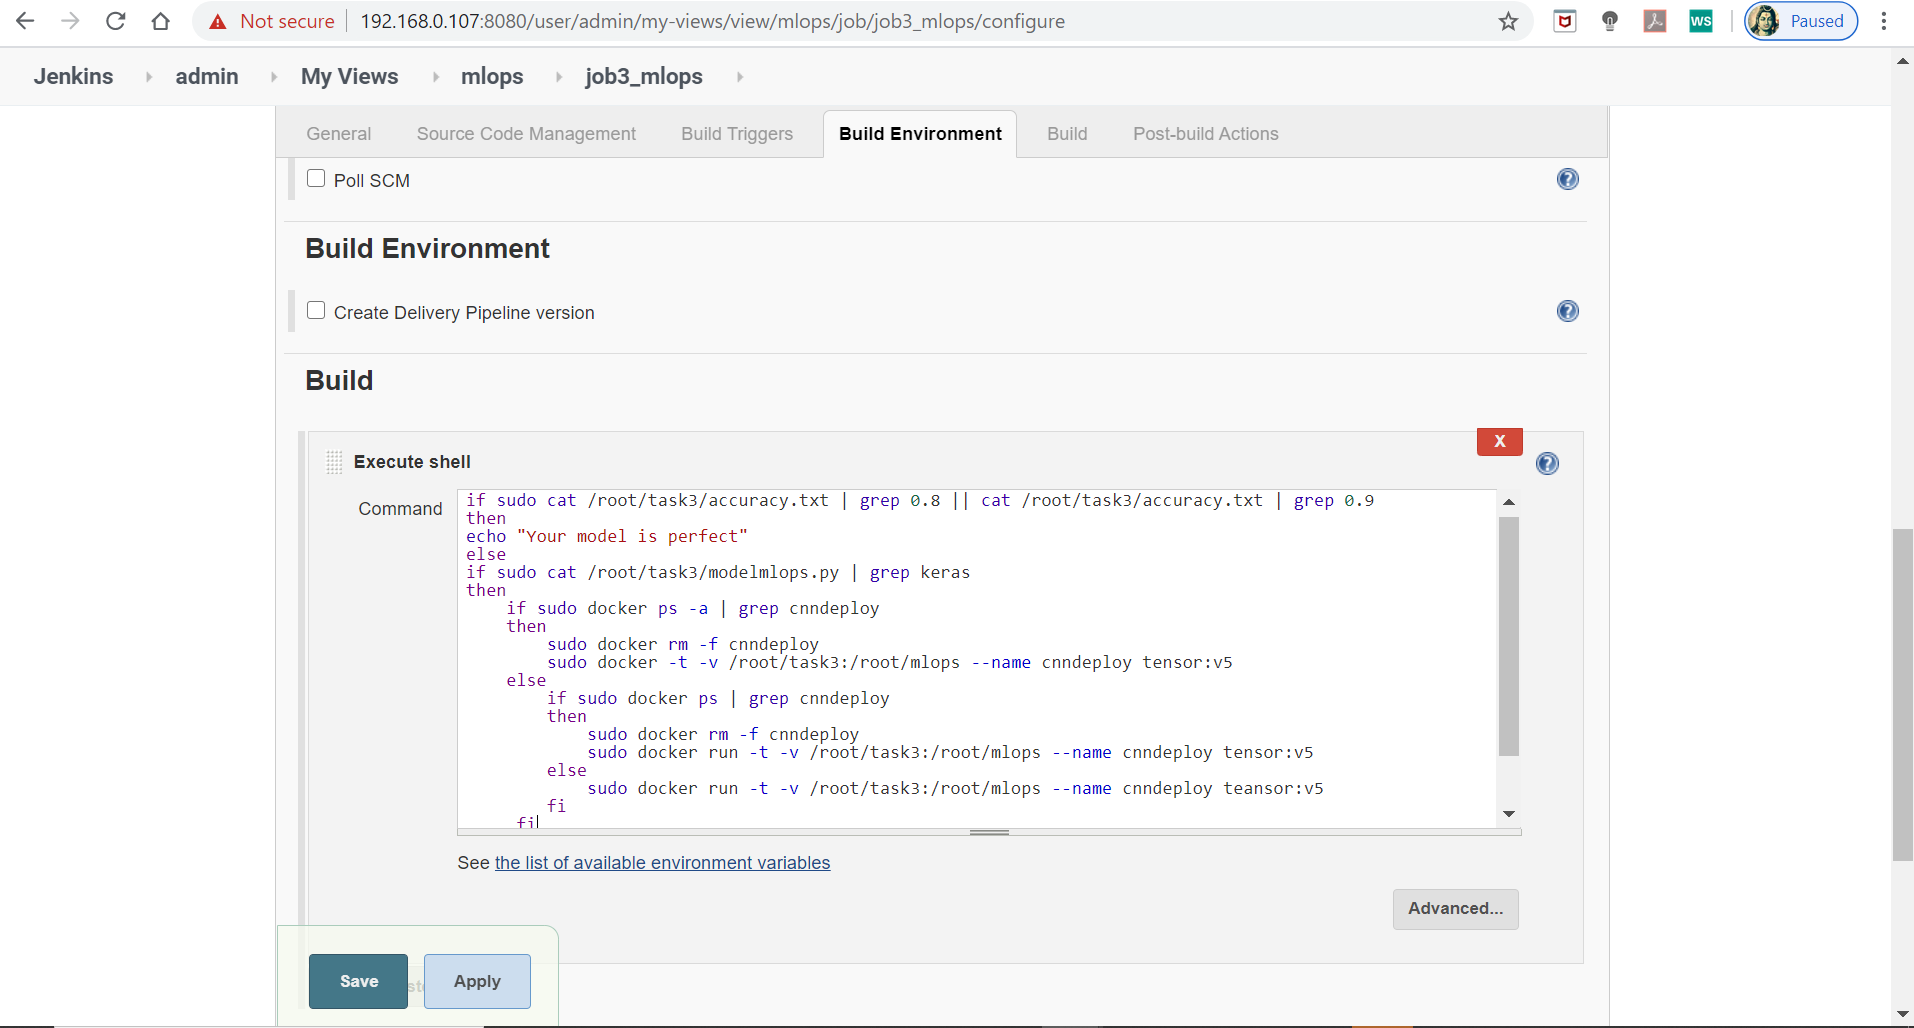 Not secure 192.168.0.107:8080/user/admin/my-views/view/mlops/job/job3_mlops/configure WS Paused
Jenkins admin My Views mlops job3_mlops
General Source Code Management Build Triggers Build Environment Build Post-build Actions
Poll SCM
Build Environment
Create Delivery Pipeline version
Build
X
Execute shell
Command
if sudo cat /root/task3/accuracy.txt | grep 0.8 || cat /root/task3/accuracy.txt | grep 0.9
then
echo "Your model is perfect"
else
if sudo cat /root/task3/modelmlops.py | grep keras
then
if sudo docker ps -a | grep cnndeploy
then
sudo docker rm -f cnndeploy
sudo docker -t -v /root/task3:/root/mlops --name cnndeploy tensor:v5
else
if sudo docker ps | grep cnndeploy
then
sudo docker rm -f cnndeploy
sudo docker run -t -v /root/task3:/root/mlops --name cnndeploy tensor:v5
else
sudo docker run -t -v /root/task3:/root/mlops --name cnndeploy teansor:v5
fi
fi
See the list of available environment variables
Advanced...
Save Apply